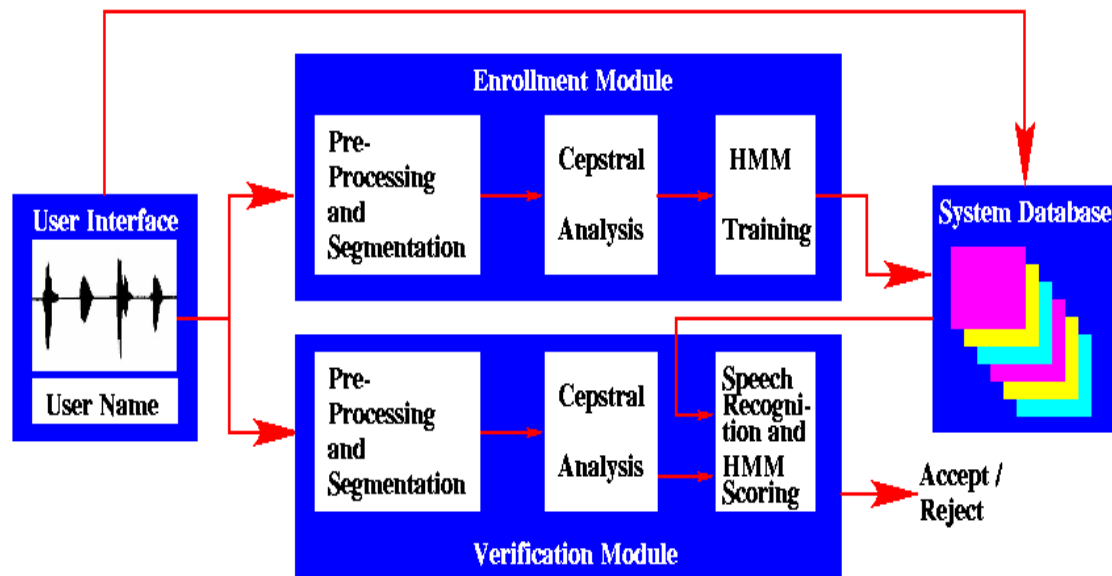 Enrollment Module
Pre-
Processing
and
Segmentation
Cepstral
Analysis
HMM
Training
User Interface
User Name
System Database
Pre-
Processing
and
Segmentation
Cepstral
Analysis
Speech
Recogni-
tion and
HMM
Scoring
Accept /
Reject
Verification Module